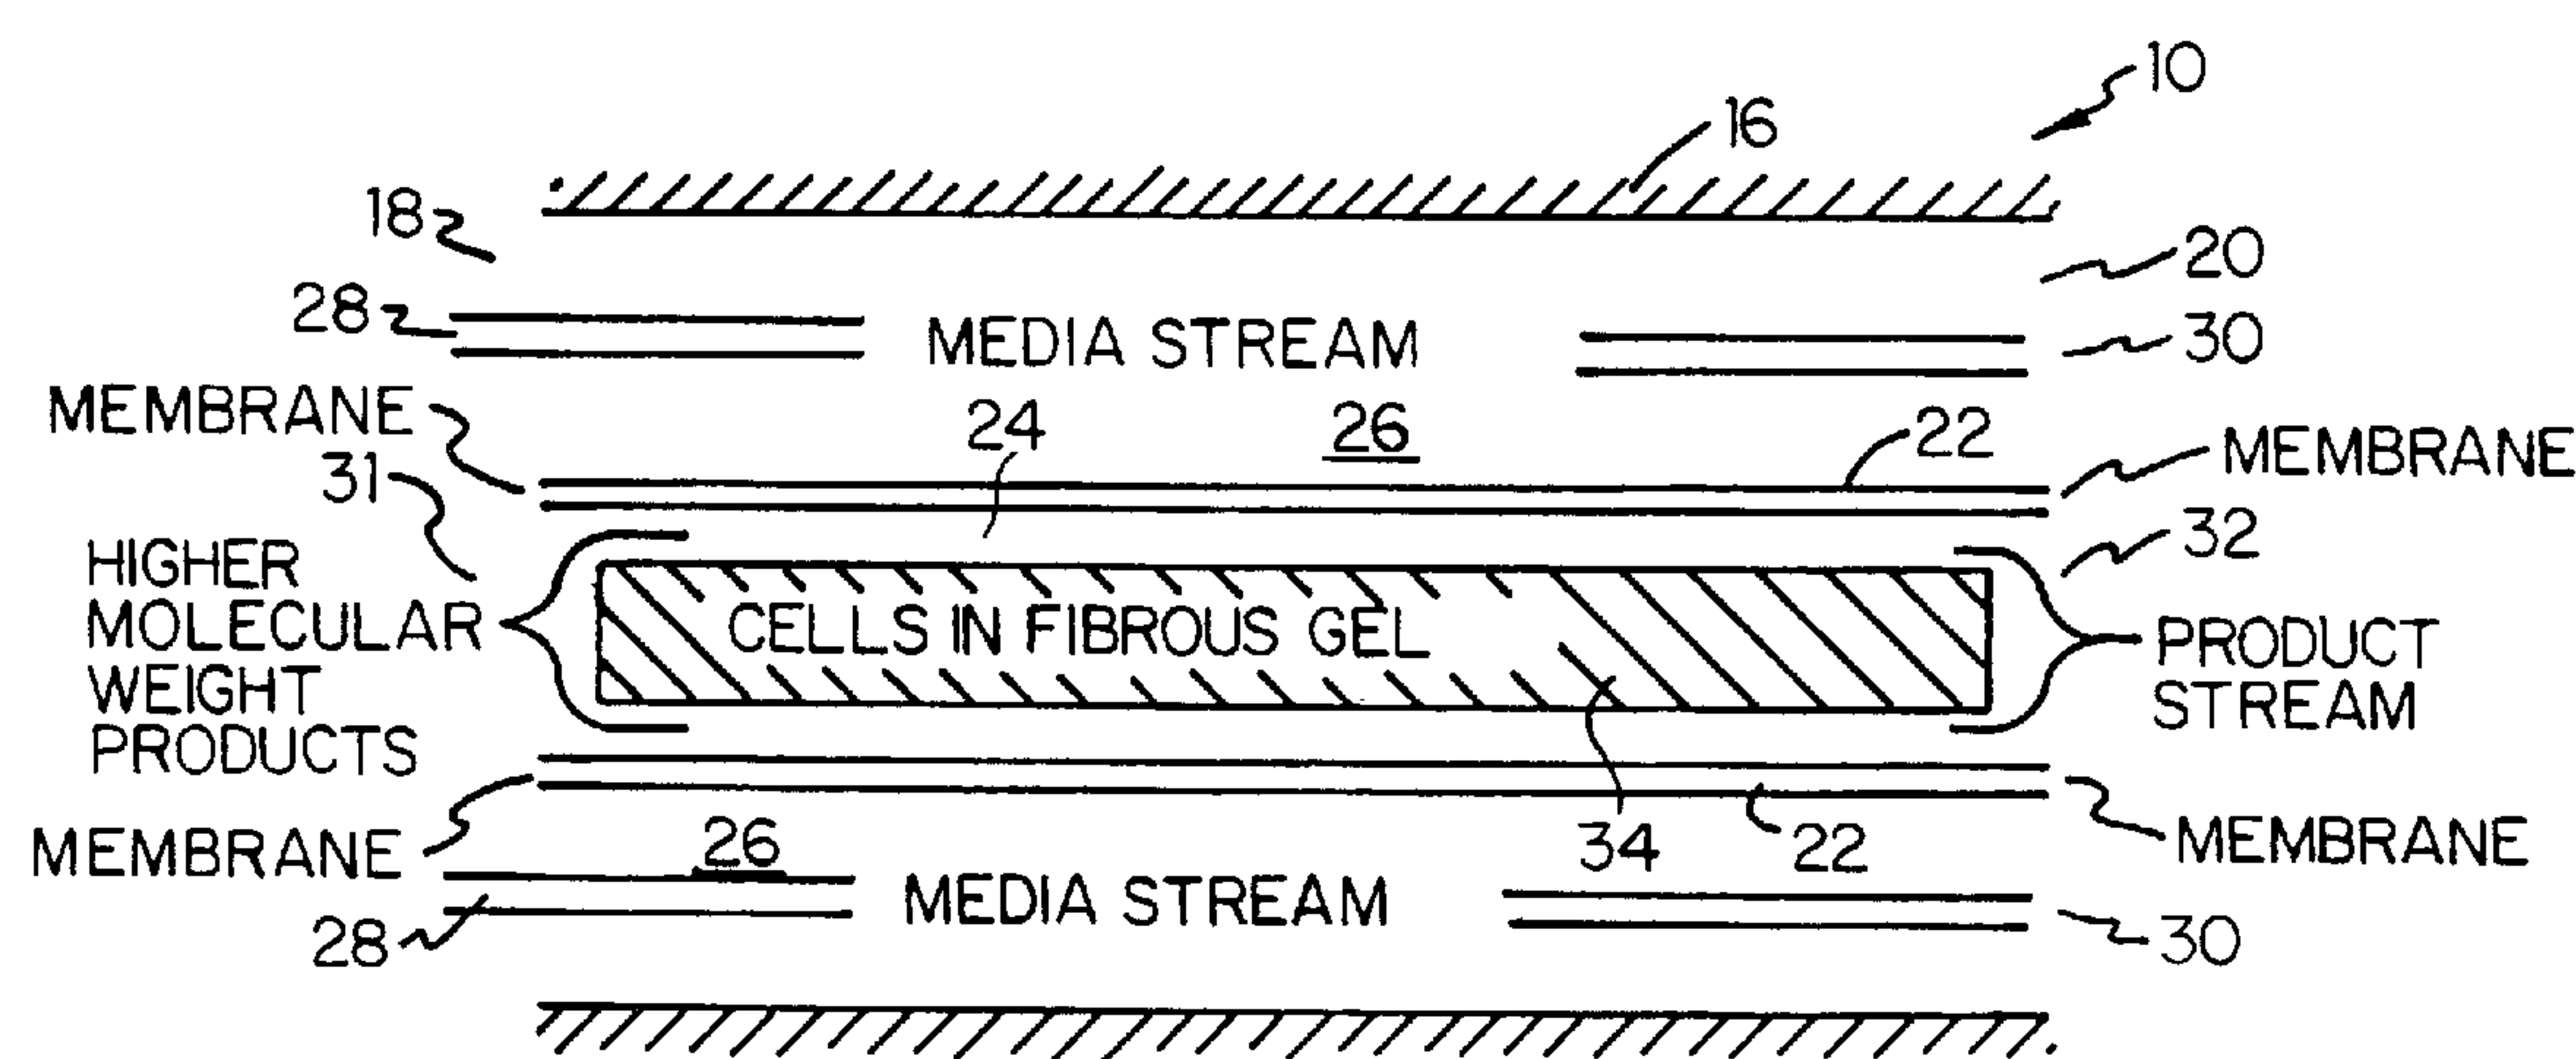 10
16
18
20
28
MEDIA STREAM
30
MEMBRANE
24
26
22
MEMBRANE
31
32
HIGHER
MOLECULAR
WEIGHT
PRODUCTS
CELLS IN FIBROUS GEL
PRODUCT
STREAM
MEMBRANE
26
34
22
MEMBRANE
28
MEDIA STREAM
30